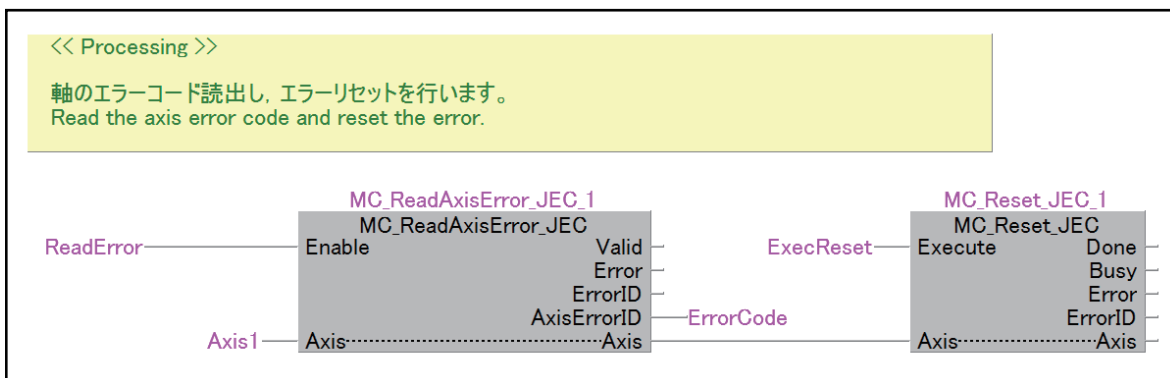 << Processing >>
軸のエラーコード読出し, エラーリセットを行います。
Read the axis error code and reset the error.
MC_ReadAxisError_JEC_1
MC_ReadAxisError_JEC
ReadError
Enable
Valid
Error
ErrorID
AxisErrorID
ErrorCode
Axis1
Axis
Axis
MC_Reset_JEC_1
MC_Reset_JEC
ExecReset
Execute
Done
Busy
Error
ErrorID
Axis
Axis